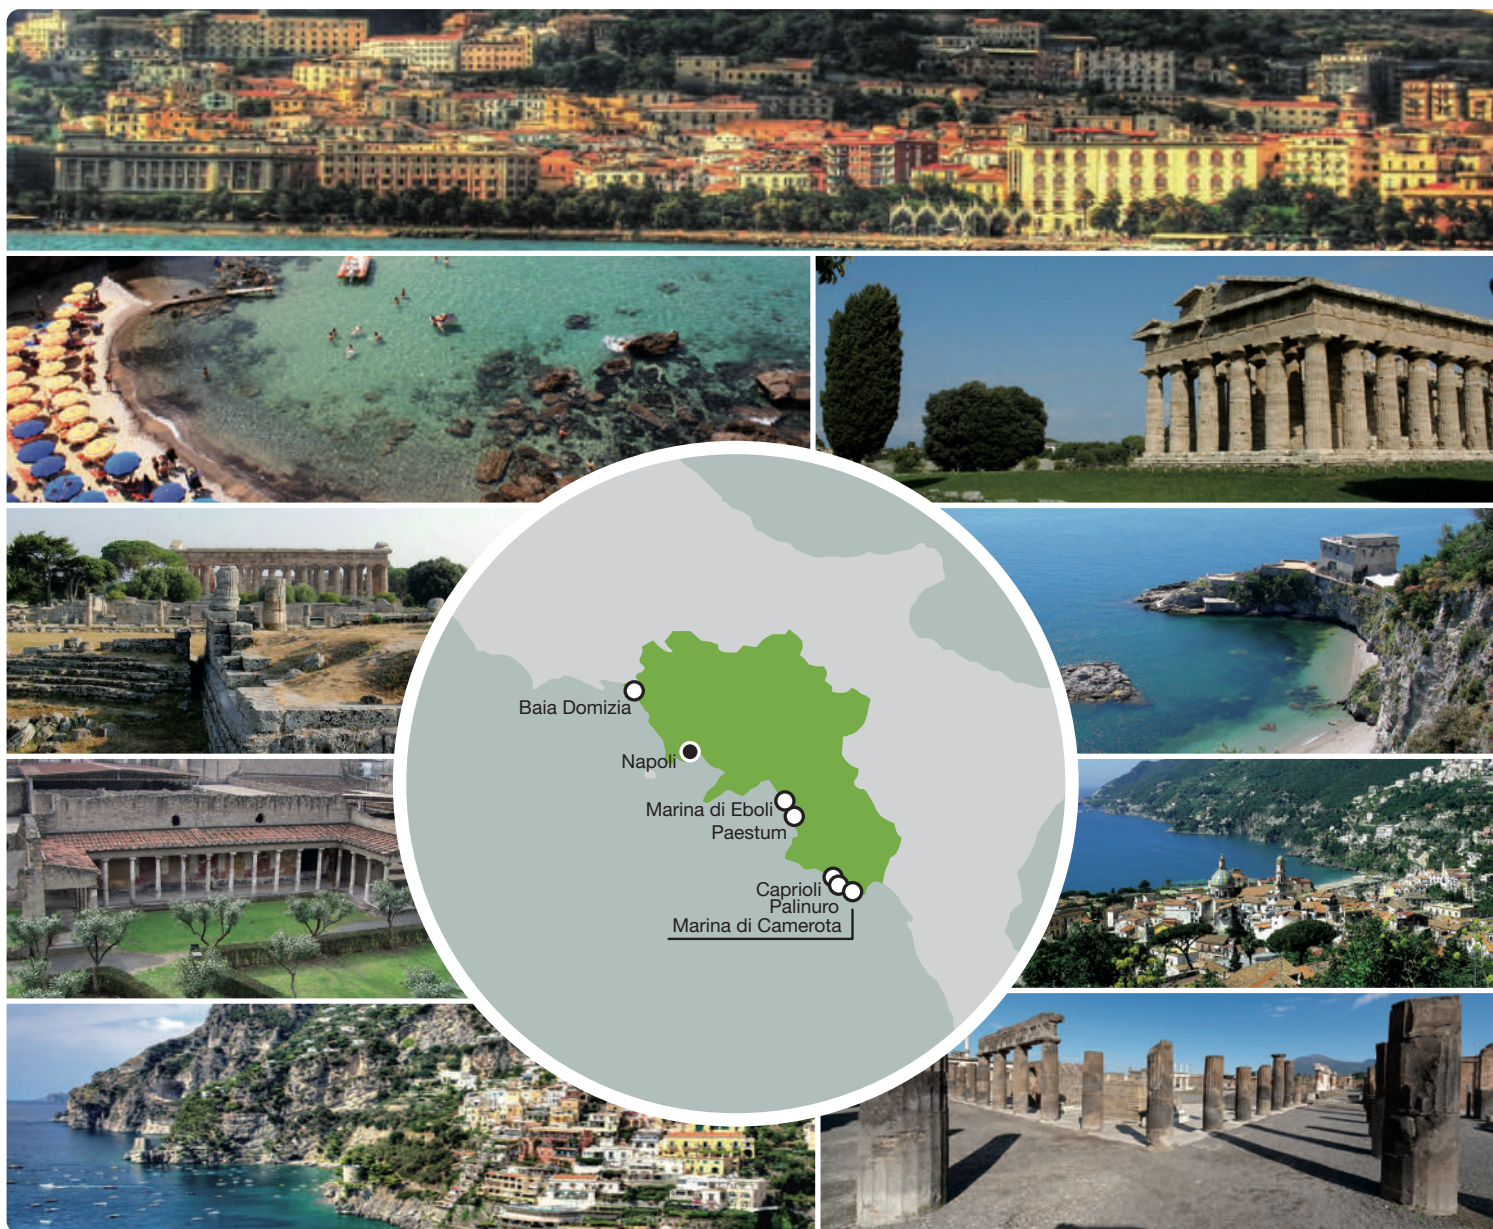 Baia Domizia
Napoli
Marina di Eboli
Paestum
Caprioli
Palinuro
Marina di Camerota